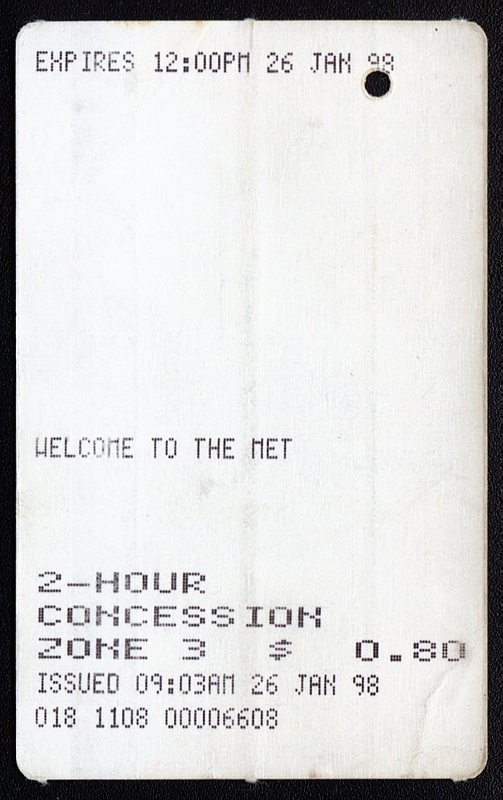 EXPIRES 12:00PM 26 JAN 98
WELCOME TO THE MET
2-HOUR
CONCESSION
ZONE 3 $ 0.80
ISSUED 09:03AM 26 JAN 98
018 1108 00006608